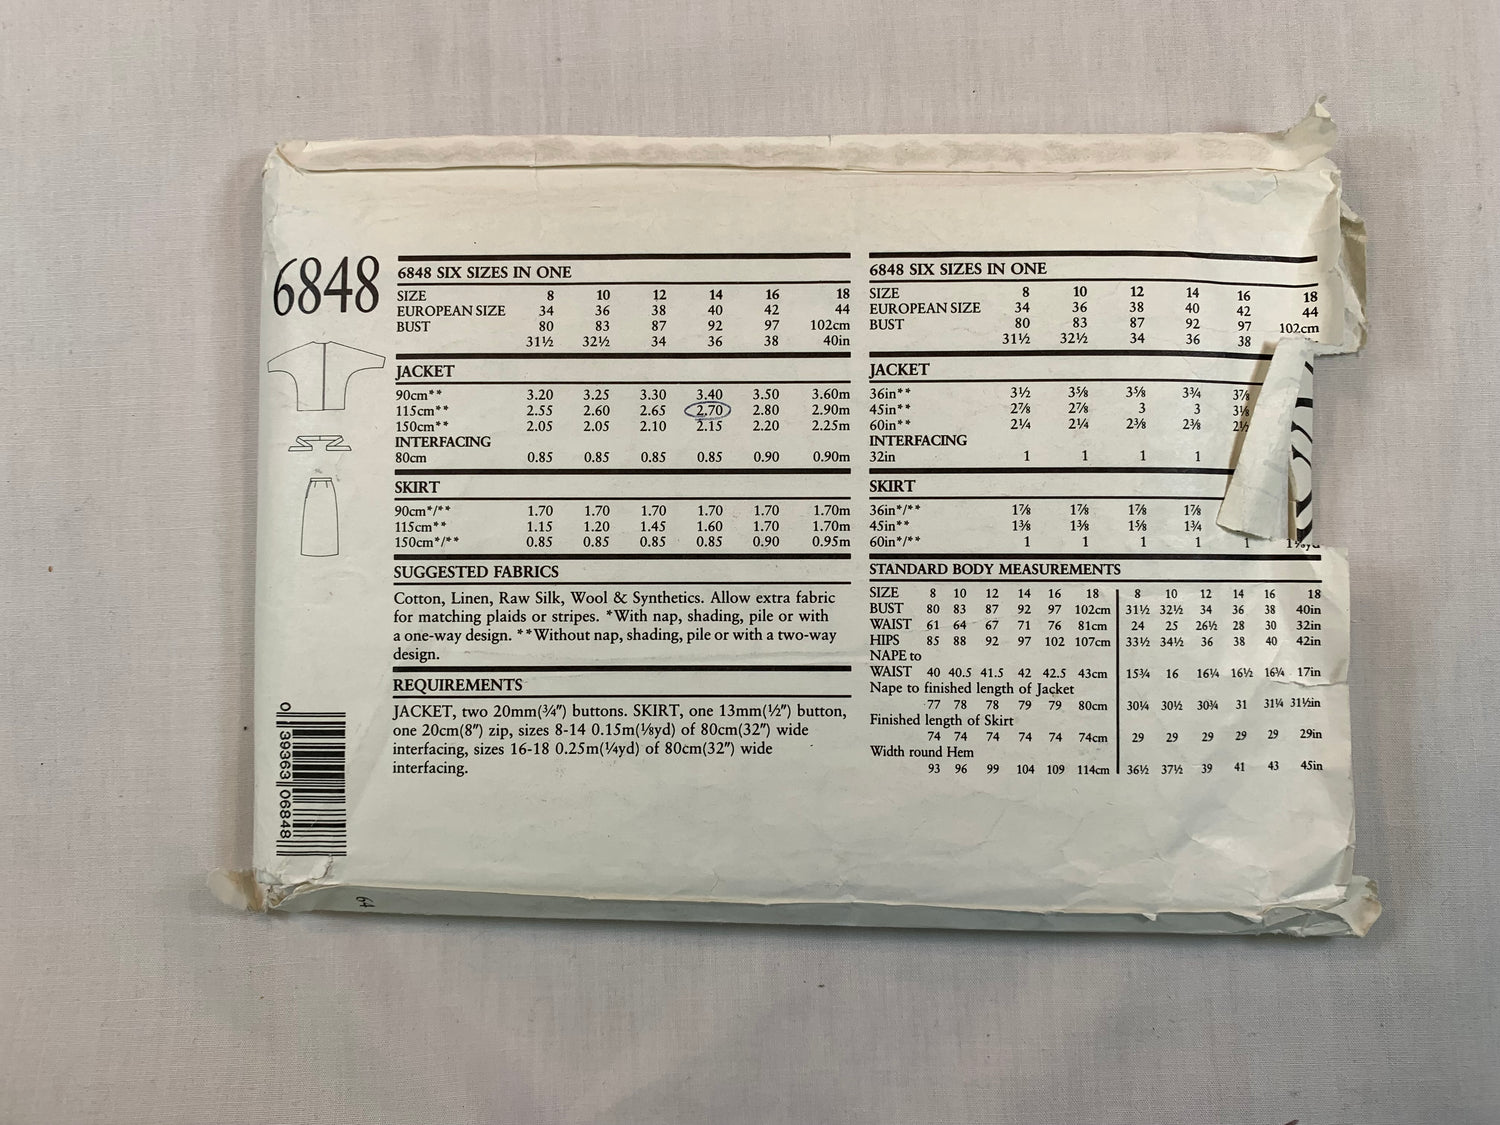 6848
6848 SIX SIZES IN ONE
SIZE 8 10 12 14 16 18
EUROPEAN SIZE 34 36 38 40 42 44
BUST 80 83 87 92 97 102cm
31½ 32½ 34 36 38 40in
JACKET
90cm** 3.20 3.25 3.30 3.40 3.50 3.60m
115cm** 2.55 2.60 2.65 2.70 2.80 2.90m
150cm** 2.05 2.05 2.10 2.15 2.20 2.25m
INTERFACING
80cm 0.85 0.85 0.85 0.85 0.90 0.90m
SKIRT
90cm*/** 1.70 1.70 1.70 1.70 1.70 1.70m
115cm** 1.15 1.20 1.45 1.60 1.70 1.70m
150cm*/** 0.85 0.85 0.85 0.85 0.90 0.95m
SUGGESTED FABRICS
Cotton, Linen, Raw Silk, Wool & Synthetics. Allow extra fabric
for matching plaids or stripes. *With nap, shading, pile or with
a one-way design. **Without nap, shading, pile or with a two-way
design.
REQUIREMENTS
JACKET, two 20mm(¾″) buttons. SKIRT, one 13mm(½″) button,
one 20cm(8″) zip, sizes 8-14 0.15m(⅛yd) of 80cm(32″) wide
interfacing, sizes 16-18 0.25m(¼yd) of 80cm(32″) wide
interfacing.
0 39363 06848
64
6848 SIX SIZES IN ONE
SIZE 8 10 12 14 16 18
EUROPEAN SIZE 34 36 38 40 42 44
BUST 80 83 87 92 97 102cm
31½ 32½ 34 36 38
JACKET
36in** 3½ 3⅝ 3⅝ 3¾ 3⅞
45in** 2⅞ 2⅞ 3 3 3⅛
60in** 2¼ 2¼ 2⅜ 2⅜
INTERFACING
32in 1 1 1 1
SKIRT
36in*/** 1⅞ 1⅞ 1⅞ 1⅞
45in** 1⅜ 1⅜ 1⅝ 1¾
60in*/** 1 1 1 1 1
STANDARD BODY MEASUREMENTS
SIZE 8 10 12 14 16 18 8 10 12 14 16 18
BUST 80 83 87 92 97 102cm 31½ 32½ 34 36 38 40in
WAIST 61 64 67 71 76 81cm 24 25 26½ 28 30 32in
HIPS 85 88 92 97 102 107cm 33½ 34½ 36 38 40 42in
NAPE to
WAIST 40 40.5 41.5 42 42.5 43cm 15¾ 16 16¼ 16½ 16¾ 17in
Nape to finished length of Jacket
77 78 78 79 79 80cm 30¼ 30½ 30¾ 31 31¼ 31½in
Finished length of Skirt
74 74 74 74 74 74cm 29 29 29 29 29 29in
Width round Hem
93 96 99 104 109 114cm 36½ 37½ 39 41 43 45in